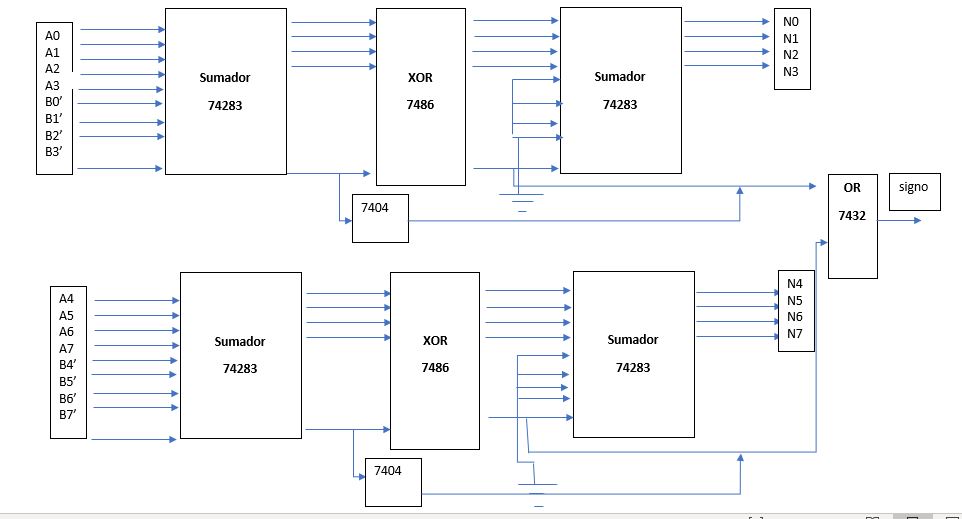 A0
A1
A2
A3
B0’
B1’
B2’
B3’
Sumador
74283
XOR
7486
Sumador
74283
N0
N1
N2
N3
7404
OR
7432
signo
A4
A5
A6
A7
B4’
B5’
B6’
B7’
Sumador
74283
XOR
7486
Sumador
74283
N4
N5
N6
N7
7404